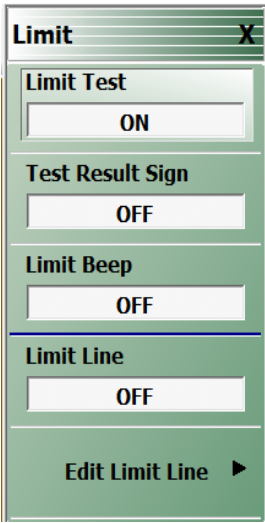 Limit X
Limit Test
ON
Test Result Sign
OFF
Limit Beep
OFF
Limit Line
OFF
Edit Limit Line ▶